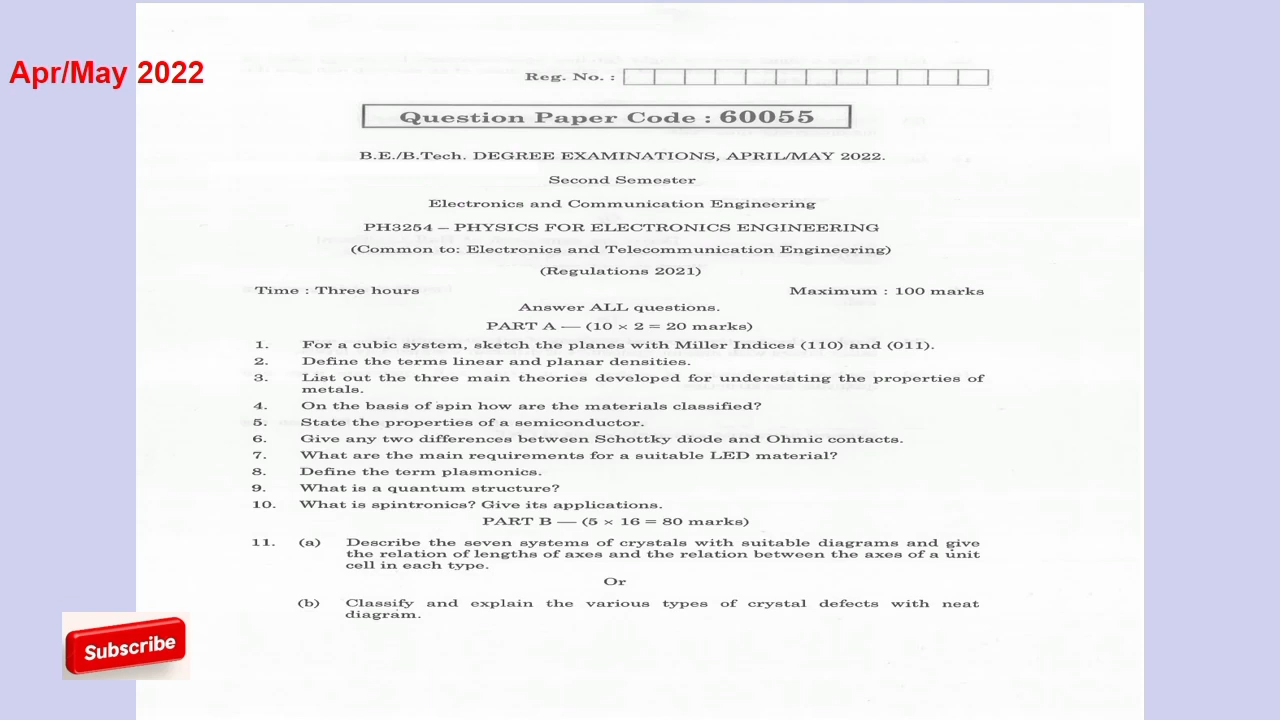 Apr/May 2022
Reg. No. :
Question Paper Code : 60055
B.E./B.Tech. DEGREE EXAMINATIONS, APRIL/MAY 2022.
Second Semester
Electronics and Communication Engineering
PH3254 – PHYSICS FOR ELECTRONICS ENGINEERING
(Common to: Electronics and Telecommunication Engineering)
(Regulations 2021)
Time : Three hours Maximum : 100 marks
Answer ALL questions.
PART A — (10 × 2 = 20 marks)
1. For a cubic system, sketch the planes with Miller Indices (110) and (011).
2. Define the terms linear and planar densities.
3. List out the three main theories developed for understating the properties of
metals.
4. On the basis of spin how are the materials classified?
5. State the properties of a semiconductor.
6. Give any two differences between Schottky diode and Ohmic contacts.
7. What are the main requirements for a suitable LED material?
8. Define the term plasmonics.
9. What is a quantum structure?
10. What is spintronics? Give its applications.
PART B — (5 × 16 = 80 marks)
11. (a) Describe the seven systems of crystals with suitable diagrams and give
the relation of lengths of axes and the relation between the axes of a unit
cell in each type.
Or
(b) Classify and explain the various types of crystal defects with neat
diagram.
Subscribe